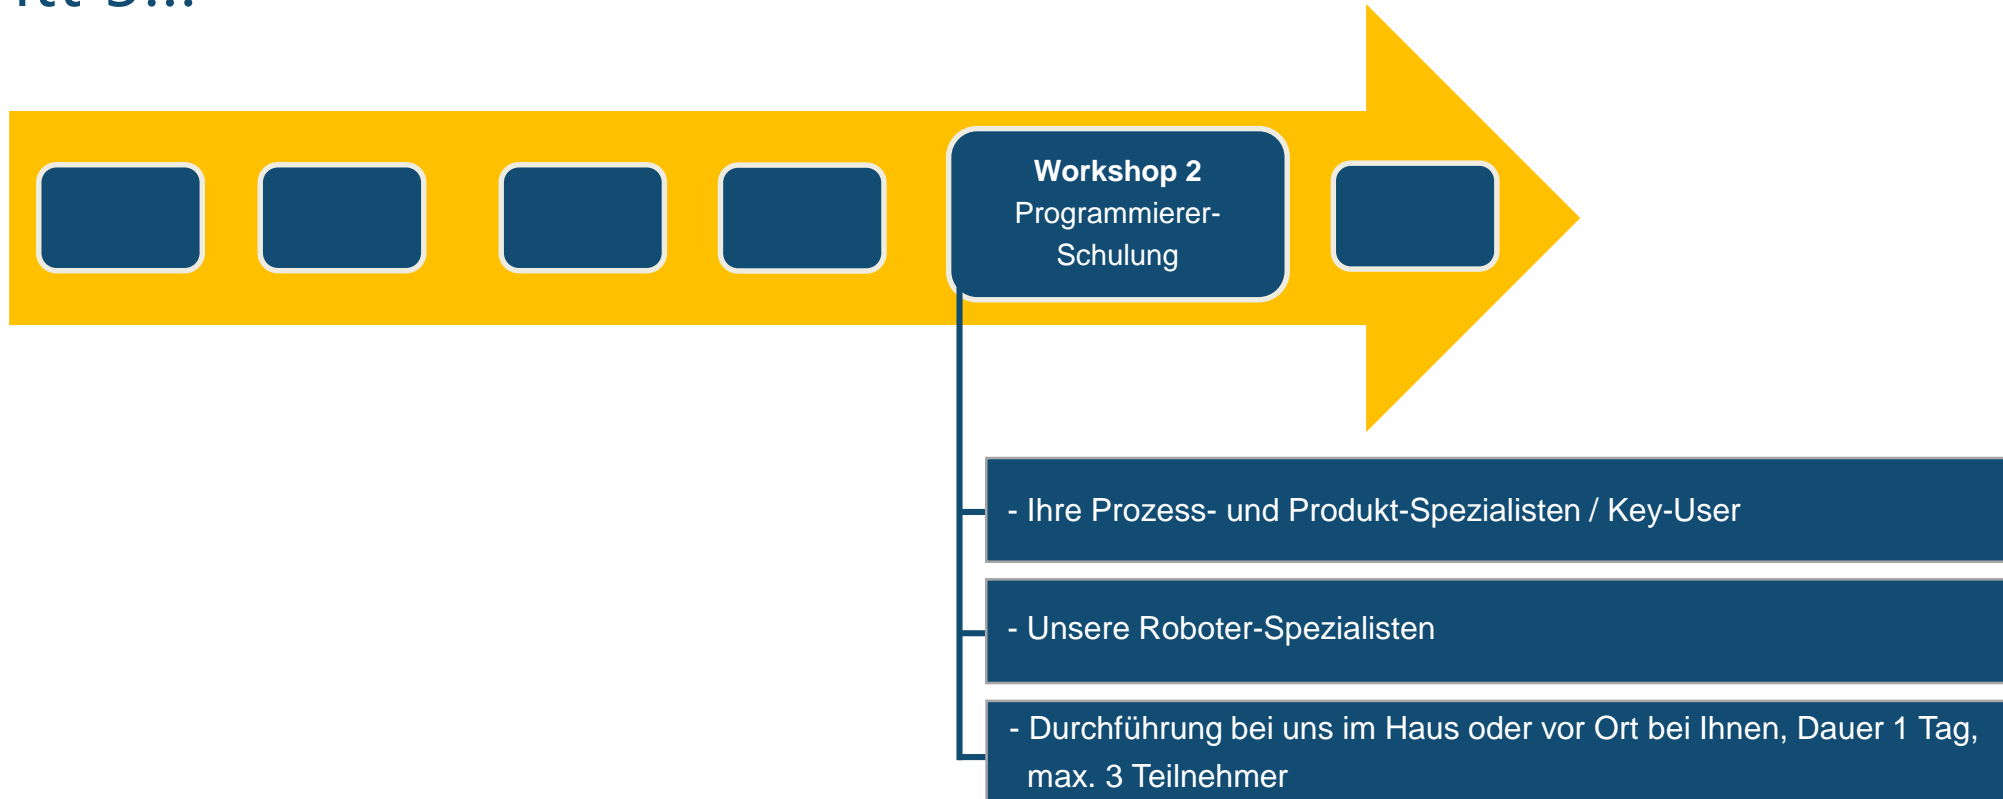 Workshop 2
Programmierer-
Schulung
- Ihre Prozess- und Produkt-Spezialisten / Key-User
- Unsere Roboter-Spezialisten
- Durchführung bei uns im Haus oder vor Ort bei Ihnen, Dauer 1 Tag,
max. 3 Teilnehmer